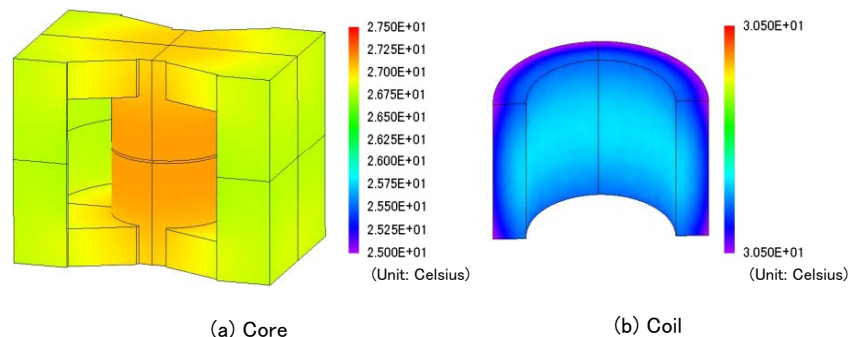 2.750E+01
2.725E+01
2.700E+01
2.675E+01
2.650E+01
2.625E+01
2.600E+01
2.575E+01
2.550E+01
2.525E+01
2.500E+01
(Unit: Celsius)
(a) Core
3.050E+01
3.050E+01
(Unit: Celsius)
(b) Coil